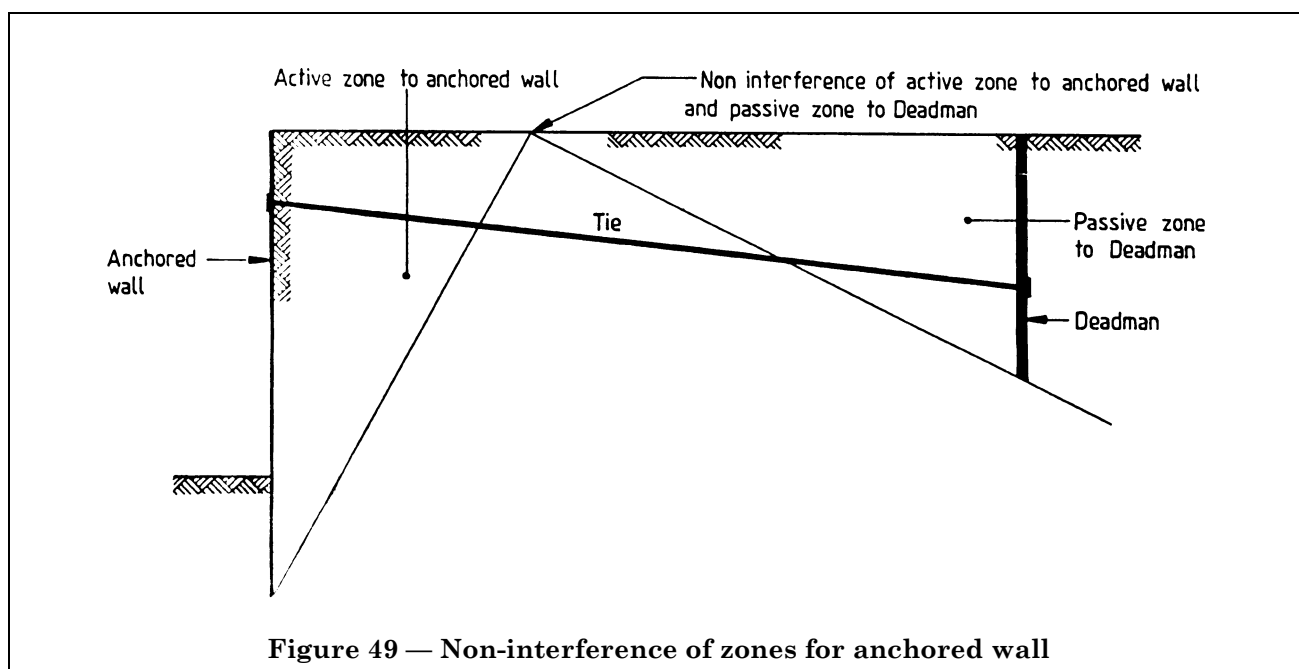 Active zone to anchored wall
Non interference of active zone to anchored wall
and passive zone to Deadman
Tie
Anchored
wall
Passive zone
to Deadman
Deadman
Figure 49 — Non-interference of zones for anchored wall